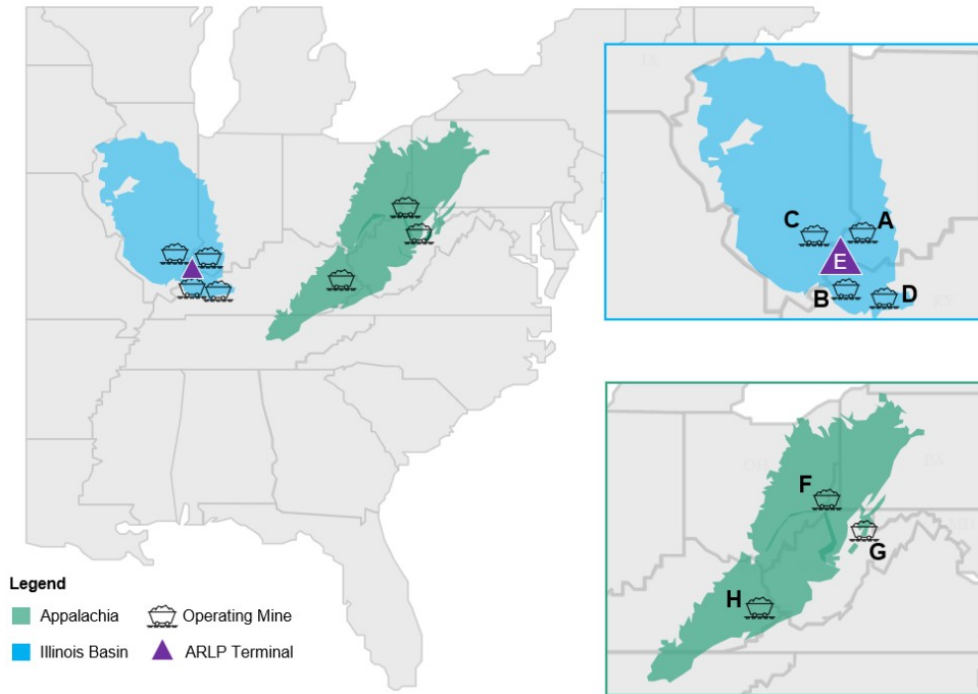 C
A
E
B
D
F
G
H
Legend
Appalachia
Operating Mine
Illinois Basin
ARLP Terminal